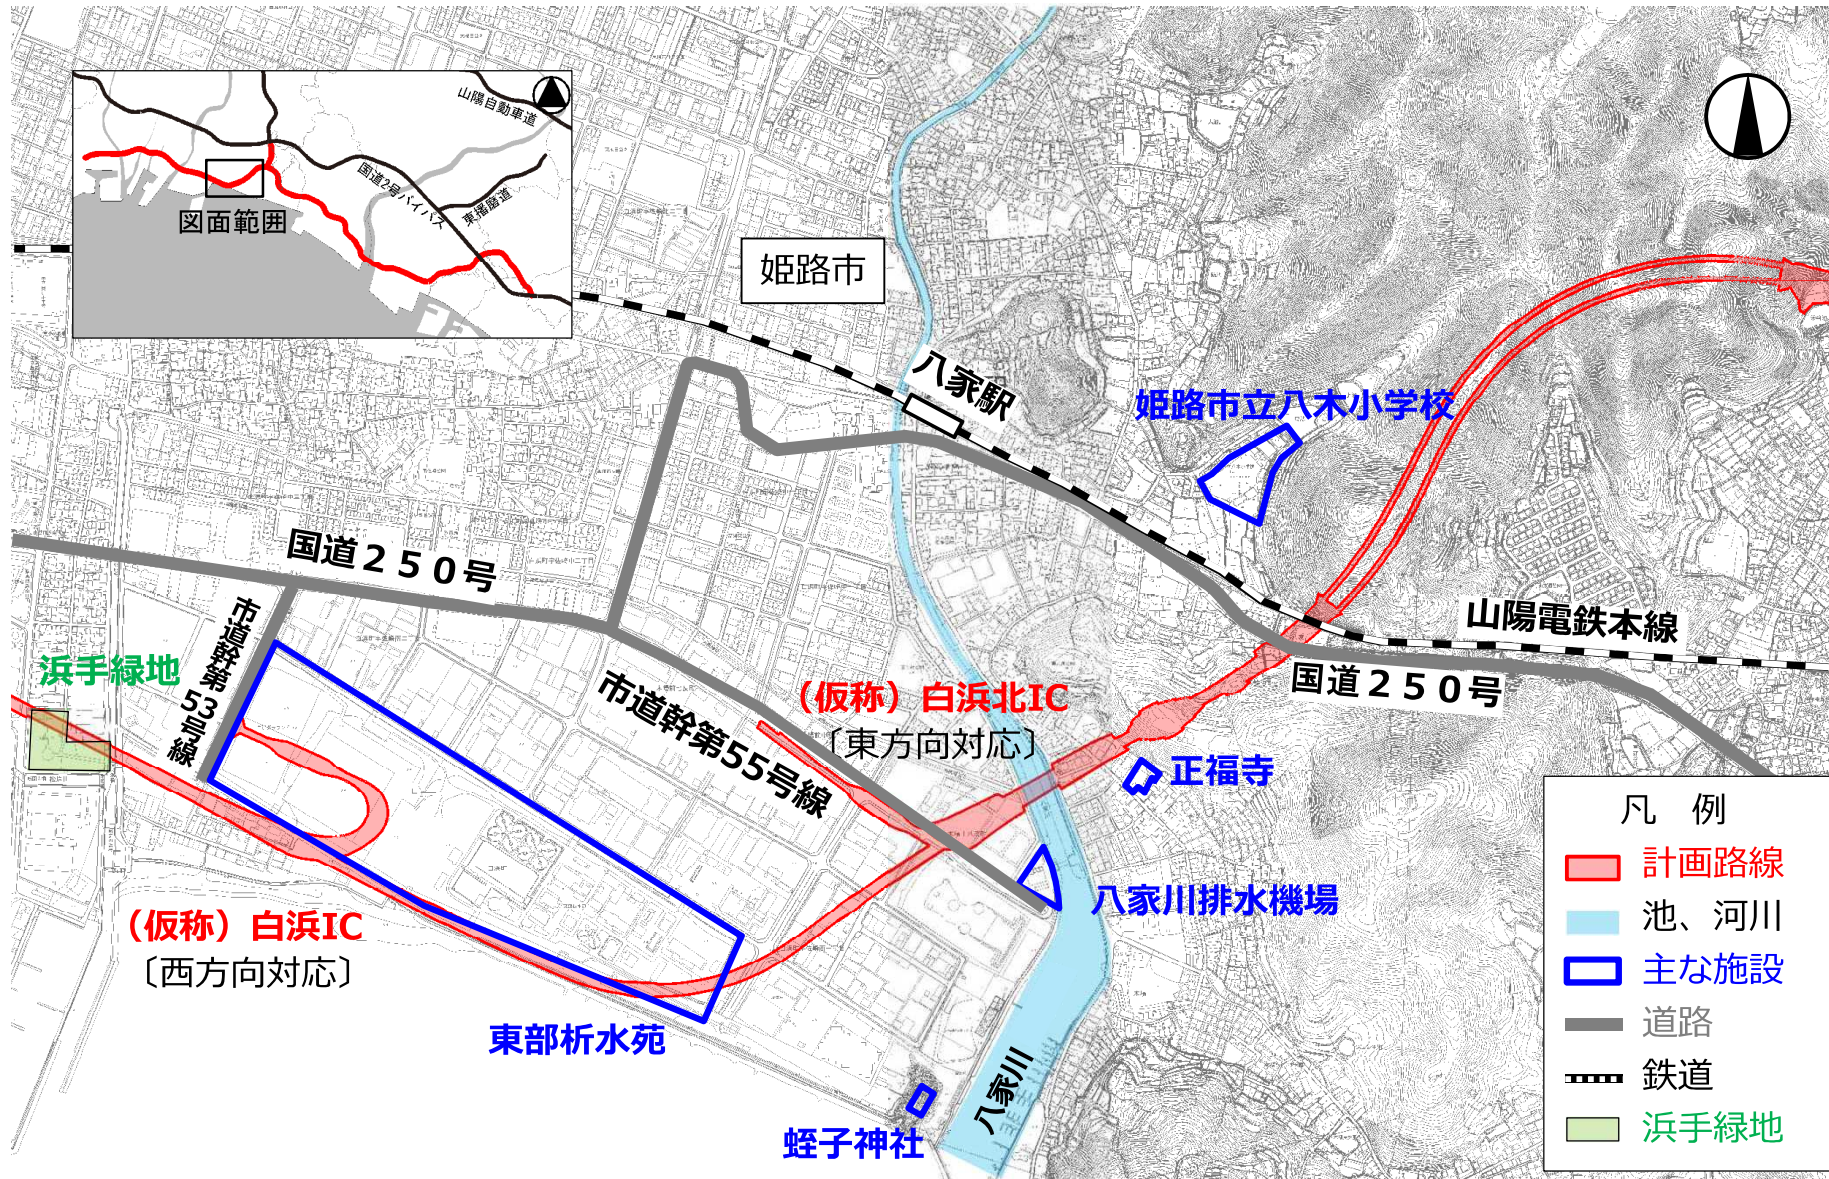 山陽自動車道
国道2号バイパス
東播磨道
図面範囲
姫路市
八家駅
姫路市立八木小学校
国道２５０号
山陽電鉄本線
市道幹第53号線
浜手緑地
国道２５０号
市道幹第55号線
（仮称）白浜北IC
〔東方向対応〕
正福寺
八家川排水機場
（仮称）白浜IC
〔西方向対応〕
東部析水苑
八家川
蛭子神社
凡　例
計画路線
池、河川
主な施設
道路
鉄道
浜手緑地